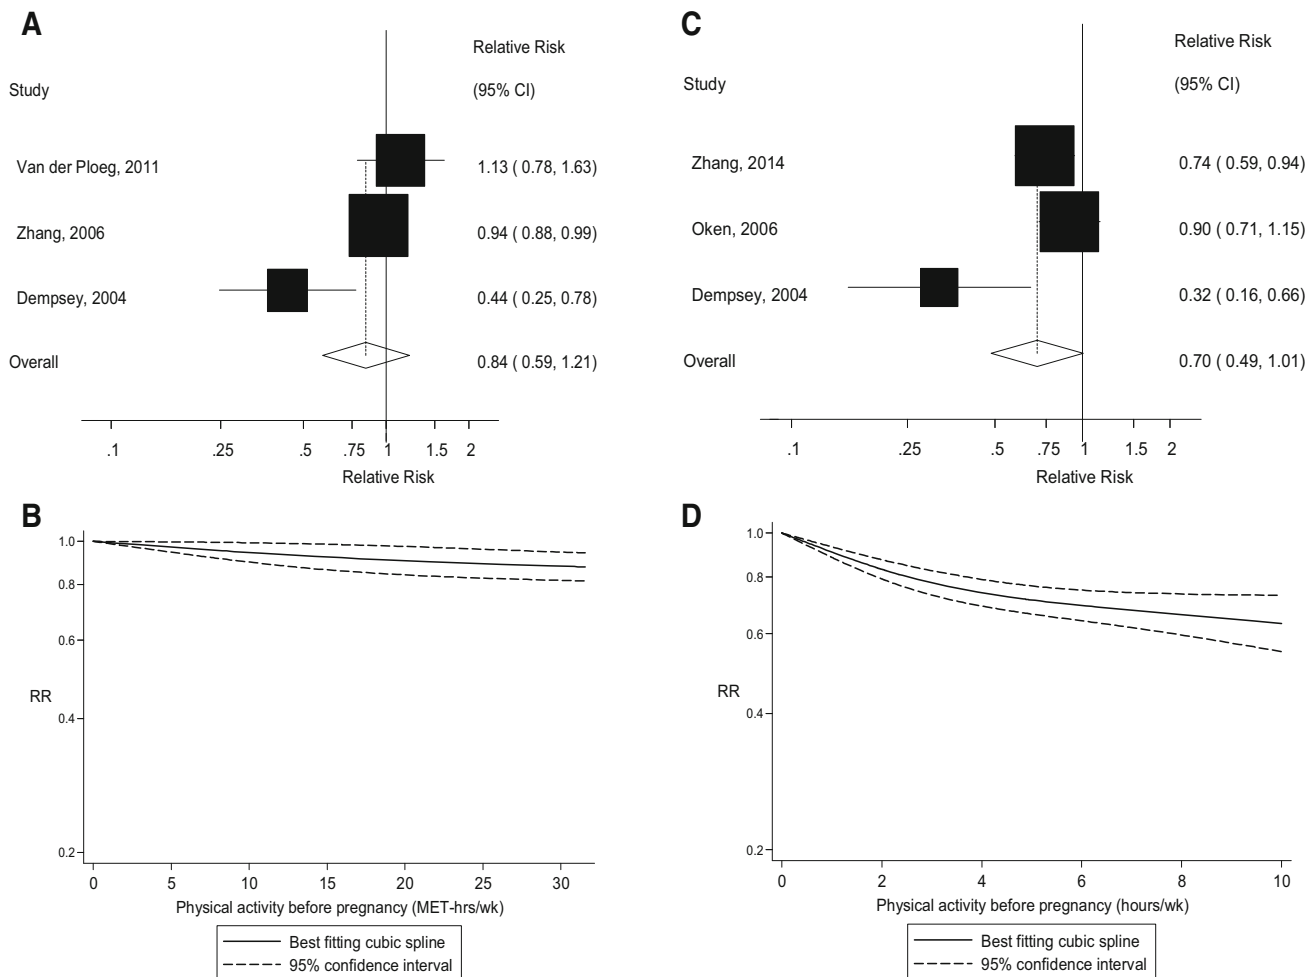 A
Relative Risk
Study
(95% CI)
Van der Ploeg, 2011
1.13 ( 0.78, 1.63)
Zhang, 2006
0.94 ( 0.88, 0.99)
Dempsey, 2004
0.44 ( 0.25, 0.78)
Overall
0.84 ( 0.59, 1.21)
.1 .25 .5 .75 1 1.5 2
Relative Risk
C
Relative Risk
Study
(95% CI)
Zhang, 2014
0.74 ( 0.59, 0.94)
Oken, 2006
0.90 ( 0.71, 1.15)
Dempsey, 2004
0.32 ( 0.16, 0.66)
Overall
0.70 ( 0.49, 1.01)
.1 .25 .5 .75 1 1.5 2
Relative Risk
B
1.0
0.8
0.6
RR
0.4
0.2
0 5 10 15 20 25 30
Physical activity before pregnancy (MET-hrs/wk)
Best fitting cubic spline
95% confidence interval
D
1.0
0.8
0.6
RR
0.4
0.2
0 2 4 6 8 10
Physical activity before pregnancy (hours/wk)
Best fitting cubic spline
95% confidence interval